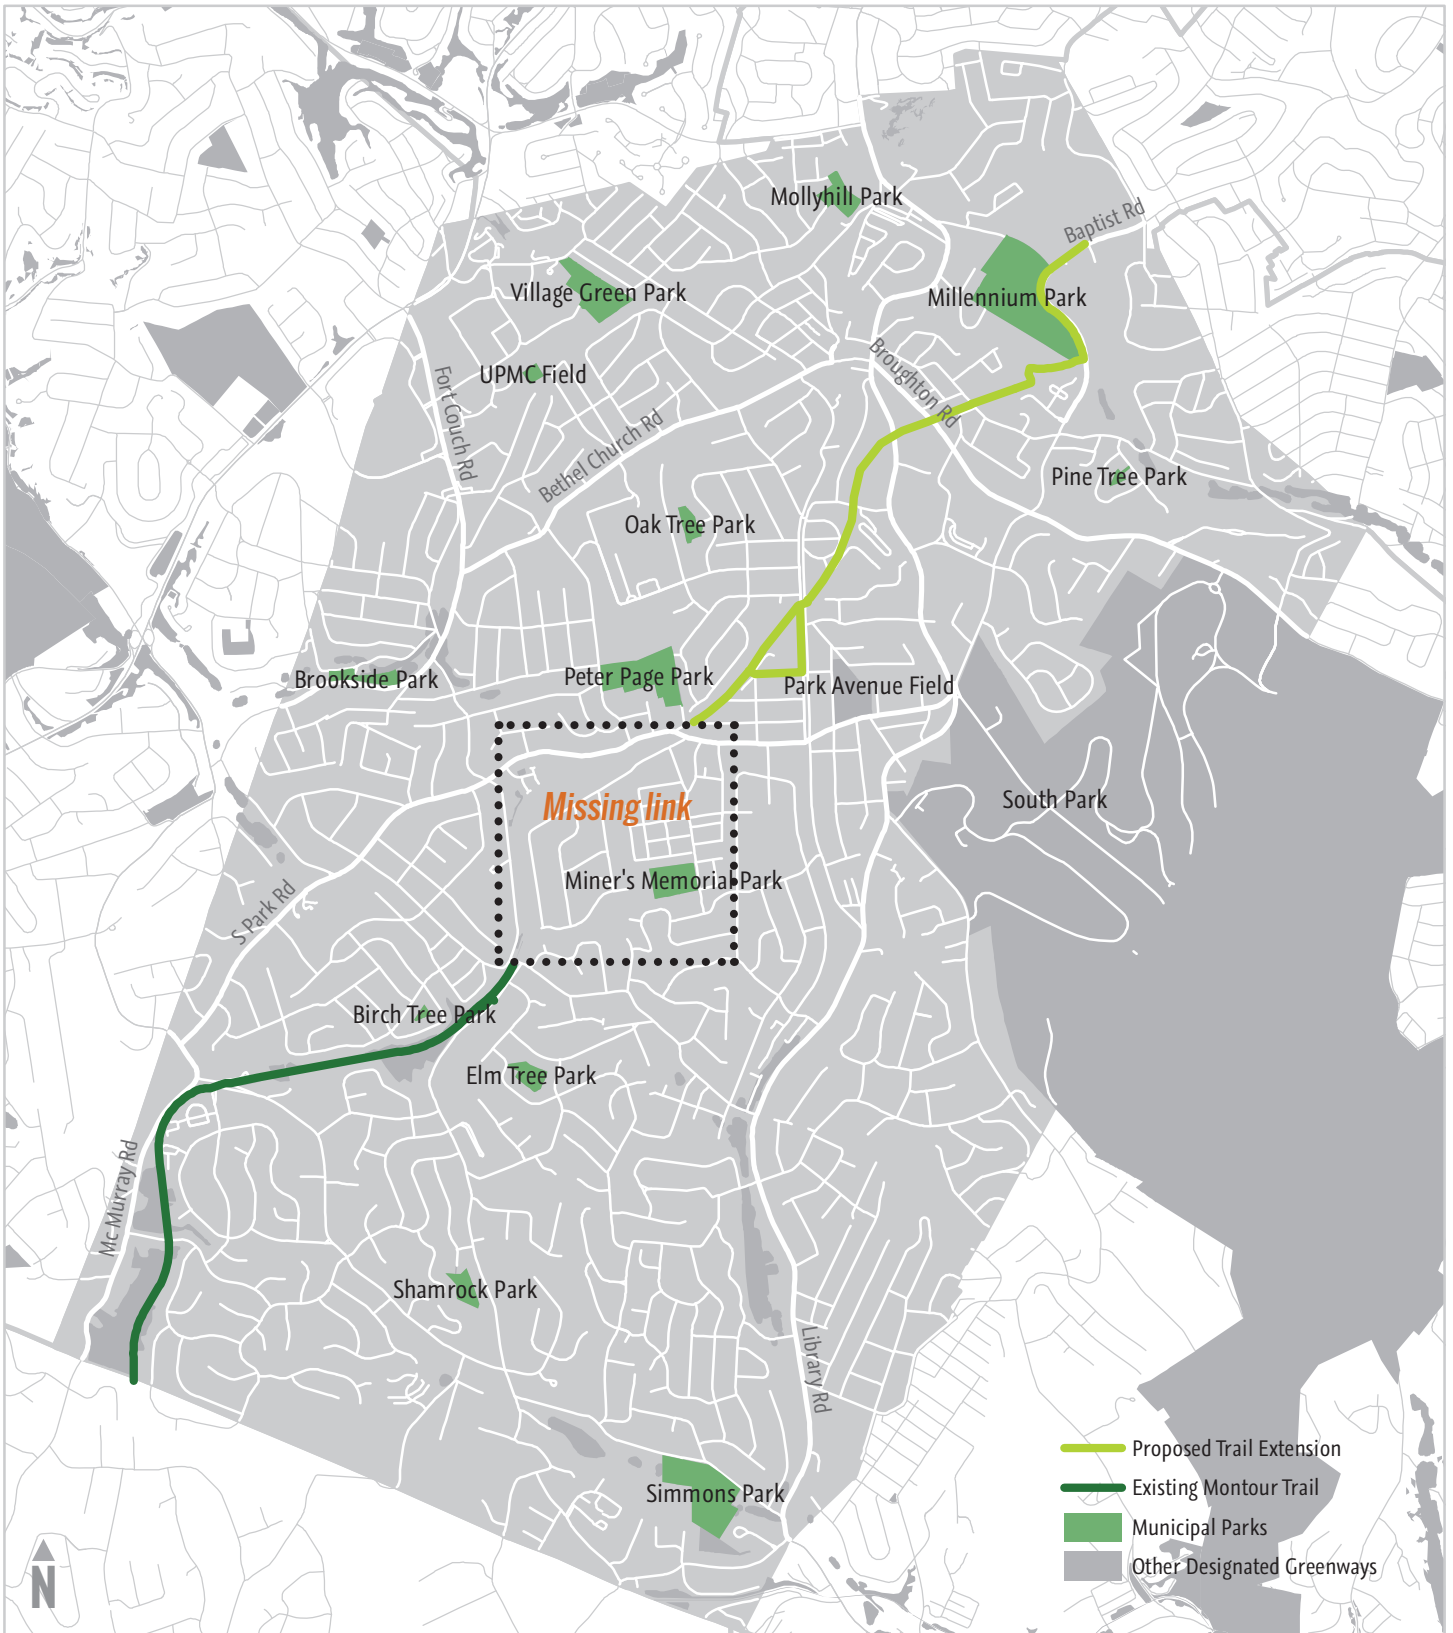 Mollyhill Park
Baptist Rd
Village Green Park
Millennium Park
UPMC Field
Fort Couch Rd
Broughton Rd
Bethel Church Rd
Pine Tree Park
Oak Tree Park
Brookside Park
Peter Page Park
Park Avenue Field
Missing link
South Park
Miner's Memorial Park
S Park Rd
Birch Tree Park
Elm Tree Park
Mc Murray Rd
Shamrock Park
Library Rd
Simmons Park
Proposed Trail Extension
Existing Montour Trail
Municipal Parks
Other Designated Greenways
N